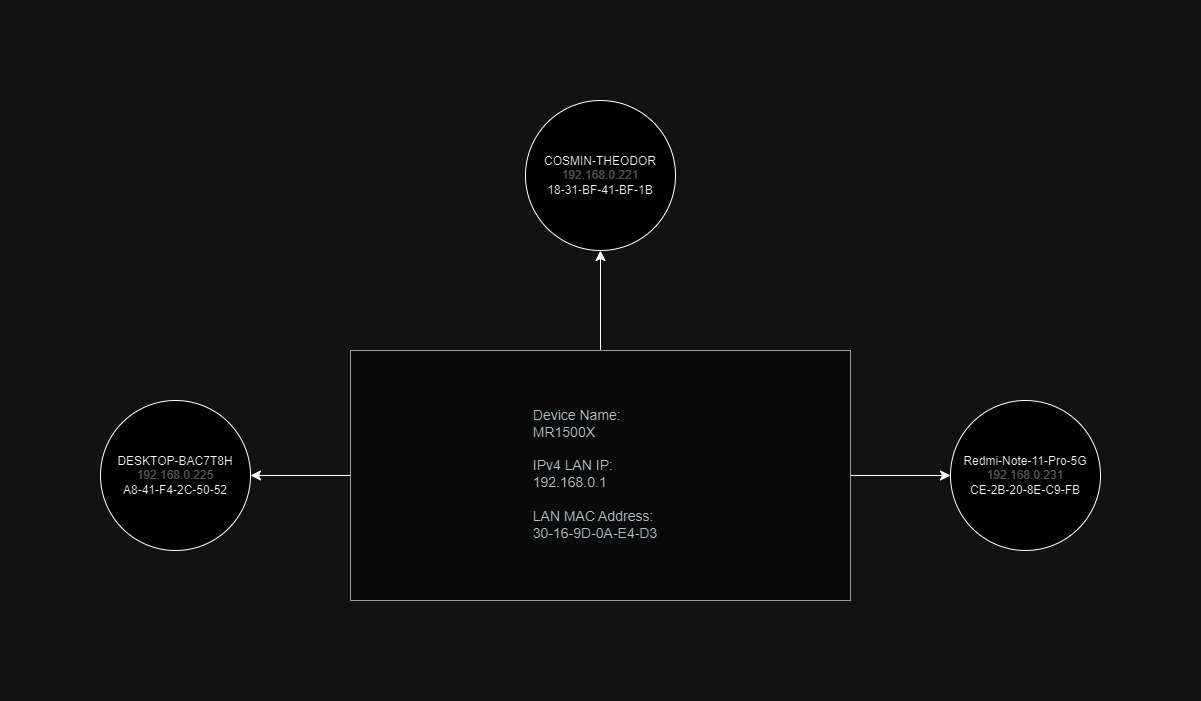 COSMIN-THEODOR
192.168.0.221
18-31-BF-41-BF-1B
Device Name:
MR1500X
IPv4 LAN IP:
192.168.0.1
LAN MAC Address:
30-16-9D-0A-E4-D3
DESKTOP-BAC7T8H
192.168.0.225
A8-41-F4-2C-50-52
Redmi-Note-11-Pro-5G
192.168.0.231
CE-2B-20-8E-C9-FB